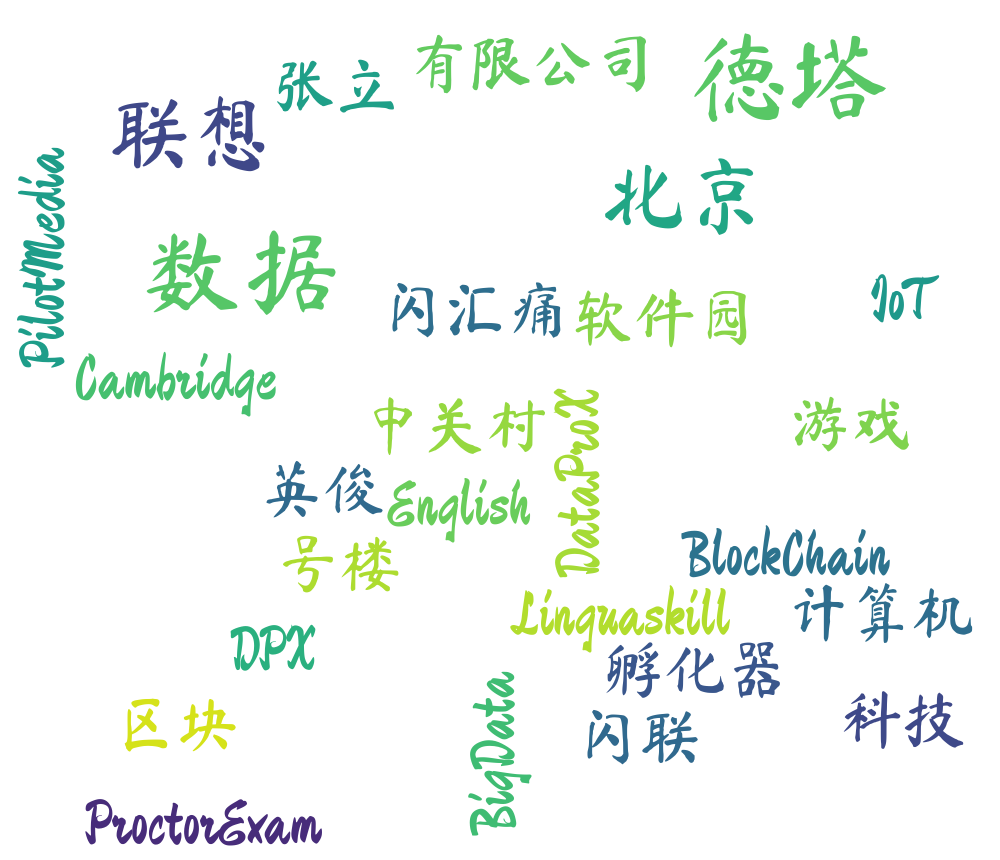 有限公司
德塔
张立
联想
PilotMedia
北京
数据
闪汇痛
软件园
IoT
Cambridge
中关村
DataProX
游戏
英俊
English
号楼
BlockChain
Linguaskill
计算机
DPX
孵化器
BigData
区块
闪联
科技
ProctorExam